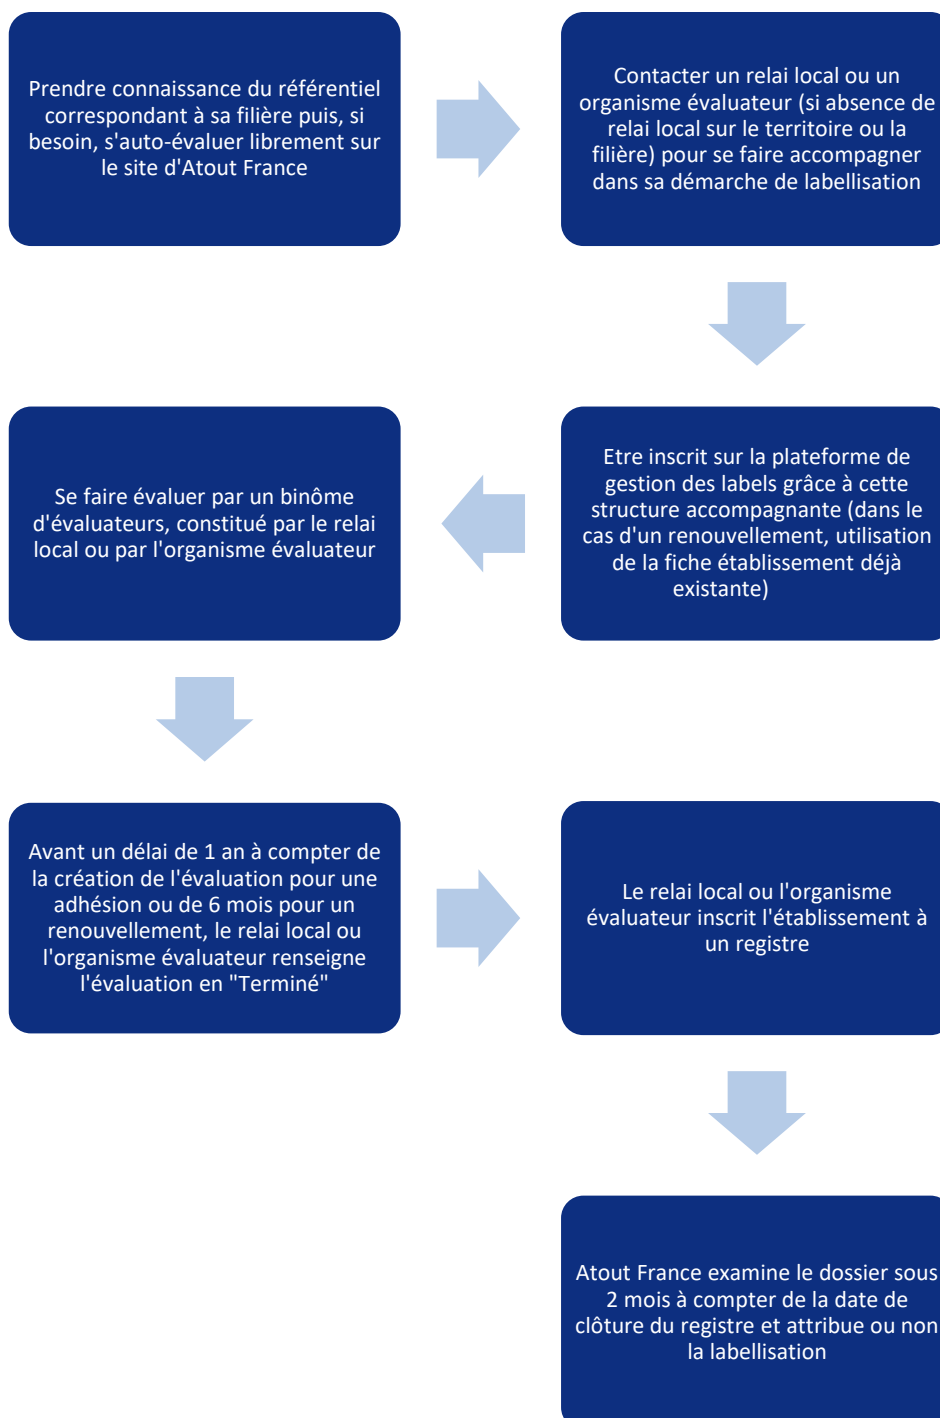 Prendre connaissance du référentiel
correspondant à sa filière puis, si
besoin, s'auto-évaluer librement sur
le site d'Atout France
Contacter un relai local ou un
organisme évaluateur (si absence de
relai local sur le territoire ou la
filière) pour se faire accompagner
dans sa démarche de labellisation
Etre inscrit sur la plateforme de
gestion des labels grâce à cette
structure accompagnante (dans le
cas d'un renouvellement, utilisation
de la fiche établissement déjà
existante)
Se faire évaluer par un binôme
d'évaluateurs, constitué par le relai
local ou par l'organisme évaluateur
Avant un délai de 1 an à compter de
la création de l'évaluation pour une
adhésion ou de 6 mois pour un
renouvellement, le relai local ou
l'organisme évaluateur renseigne
l'évaluation en "Terminé"
Le relai local ou l'organisme
évaluateur inscrit l'établissement à
un registre
Atout France examine le dossier sous
2 mois à compter de la date de
clôture du registre et attribue ou non
la labellisation